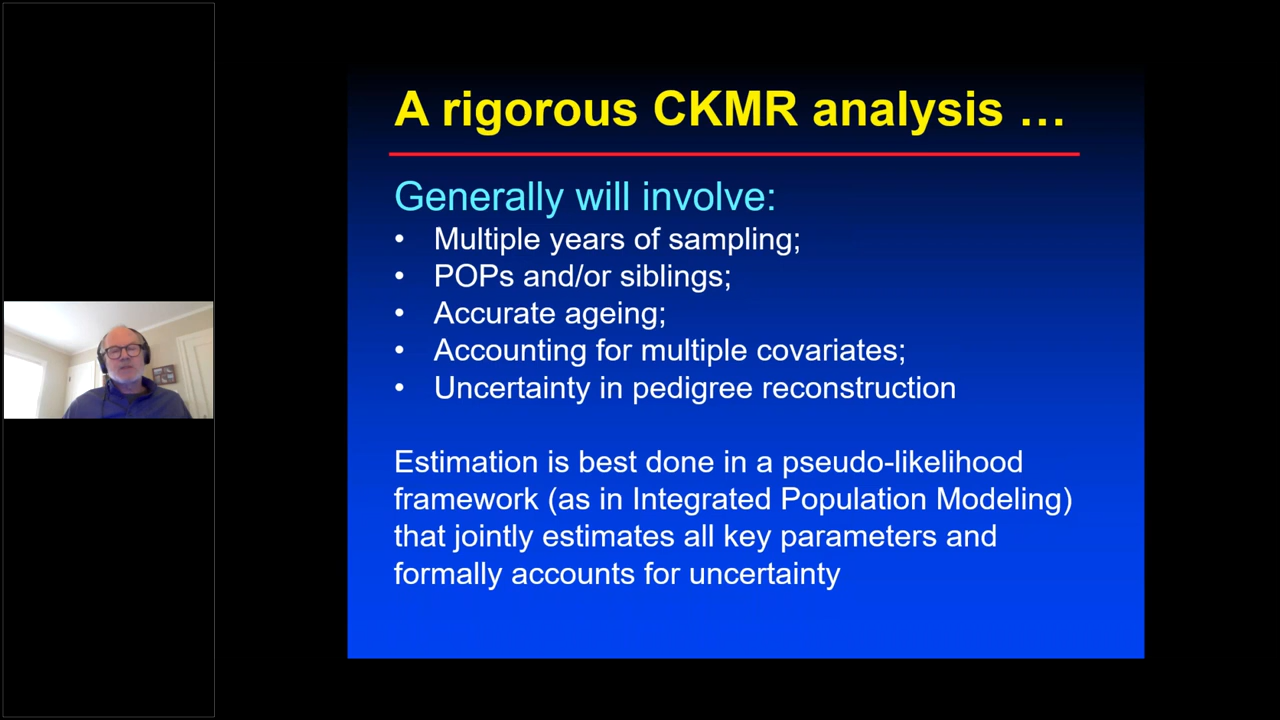 A rigorous CKMR analysis …
Generally will involve:
• Multiple years of sampling;
• POPs and/or siblings;
• Accurate ageing;
• Accounting for multiple covariates;
• Uncertainty in pedigree reconstruction
Estimation is best done in a pseudo-likelihood
framework (as in Integrated Population Modeling)
that jointly estimates all key parameters and
formally accounts for uncertainty